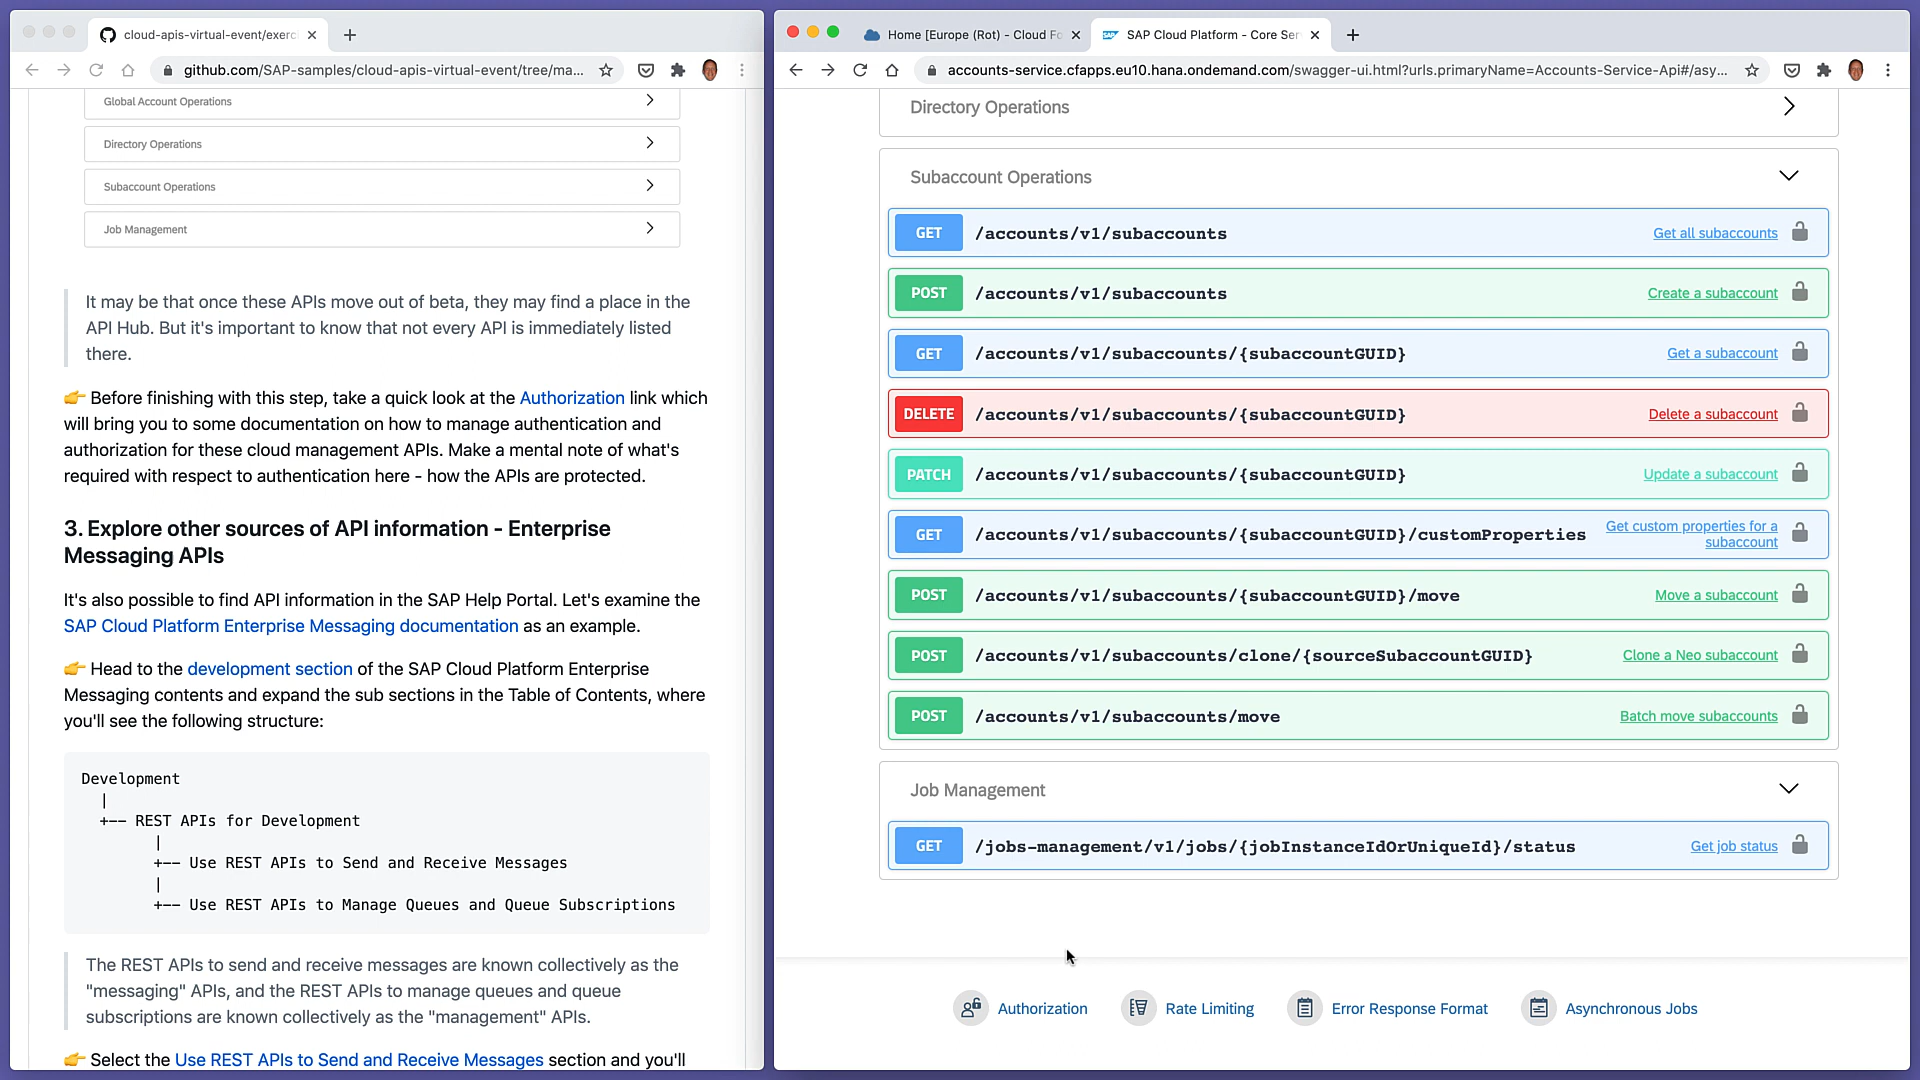 cloud-apis-virtual-event/exerc
github.com/SAP-samples/cloud-apis-virtual-event/tree/ma...
Global Account Operations
Directory Operations
Subaccount Operations
Job Management
It may be that once these APIs move out of beta, they may find a place in the
API Hub. But it's important to know that not every API is immediately listed
there.
👉 Before finishing with this step, take a quick look at the Authorization link which
will bring you to some documentation on how to manage authentication and
authorization for these cloud management APIs. Make a mental note of what's
required with respect to authentication here - how the APIs are protected.
3. Explore other sources of API information - Enterprise
Messaging APIs
It's also possible to find API information in the SAP Help Portal. Let's examine the
SAP Cloud Platform Enterprise Messaging documentation as an example.
👉 Head to the development section of the SAP Cloud Platform Enterprise
Messaging contents and expand the sub sections in the Table of Contents, where
you'll see the following structure:
Development
|
+-- REST APIs for Development
|
+-- Use REST APIs to Send and Receive Messages
|
+-- Use REST APIs to Manage Queues and Queue Subscriptions
The REST APIs to send and receive messages are known collectively as the
"messaging" APIs, and the REST APIs to manage queues and queue
subscriptions are known collectively as the "management" APIs.
👉 Select the Use REST APIs to Send and Receive Messages section and you'll
Home [Europe (Rot) - Cloud Fo
SAP Cloud Platform - Core Ser
accounts-service.cfapps.eu10.hana.ondemand.com/swagger-ui.html?urls.primaryName=Accounts-Service-Api#/asy...
Directory Operations
Subaccount Operations
GET /accounts/v1/subaccounts Get all subaccounts
POST /accounts/v1/subaccounts Create a subaccount
GET /accounts/v1/subaccounts/{subaccountGUID} Get a subaccount
DELETE /accounts/v1/subaccounts/{subaccountGUID} Delete a subaccount
PATCH /accounts/v1/subaccounts/{subaccountGUID} Update a subaccount
GET /accounts/v1/subaccounts/{subaccountGUID}/customProperties Get custom properties for a
subaccount
POST /accounts/v1/subaccounts/{subaccountGUID}/move Move a subaccount
POST /accounts/v1/subaccounts/clone/{sourceSubaccountGUID} Clone a Neo subaccount
POST /accounts/v1/subaccounts/move Batch move subaccounts
Job Management
GET /jobs-management/v1/jobs/{jobInstanceIdOrUniqueId}/status Get job status
Authorization Rate Limiting Error Response Format Asynchronous Jobs